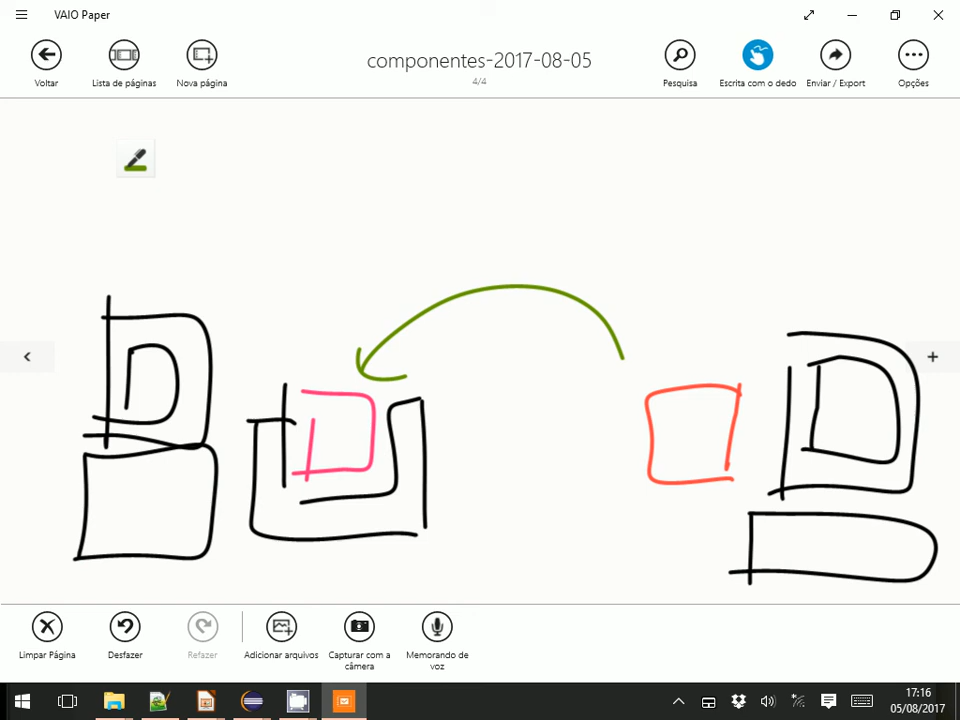 VAIO Paper
Voltar
Lista de páginas
Nova página
componentes-2017-08-05
4/4
Pesquisa
Escrita com o dedo
Enviar / Export
Opções
Limpar Página
Desfazer
Refazer
Adicionar arquivos
Capturar com a
câmera
Memorando de
voz
17:16
05/08/2017